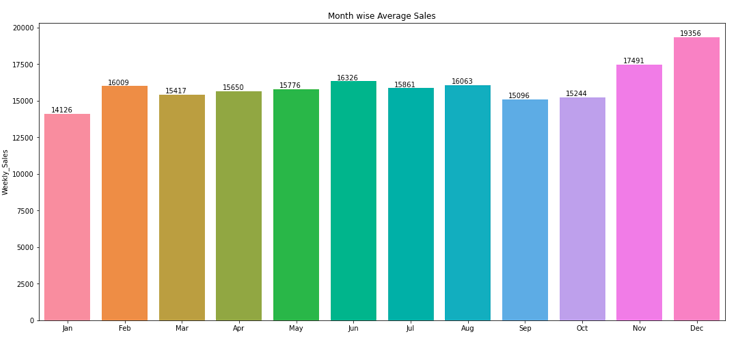 Month wise Average Sales
Weekly_Sales
20000
17500
15000
12500
10000
7500
5000
2500
0
14126 16009 15417 15650 15776 16326 15861 16063 15096 15244 17491 19356
Jan Feb Mar Apr May Jun Jul Aug Sep Oct Nov Dec